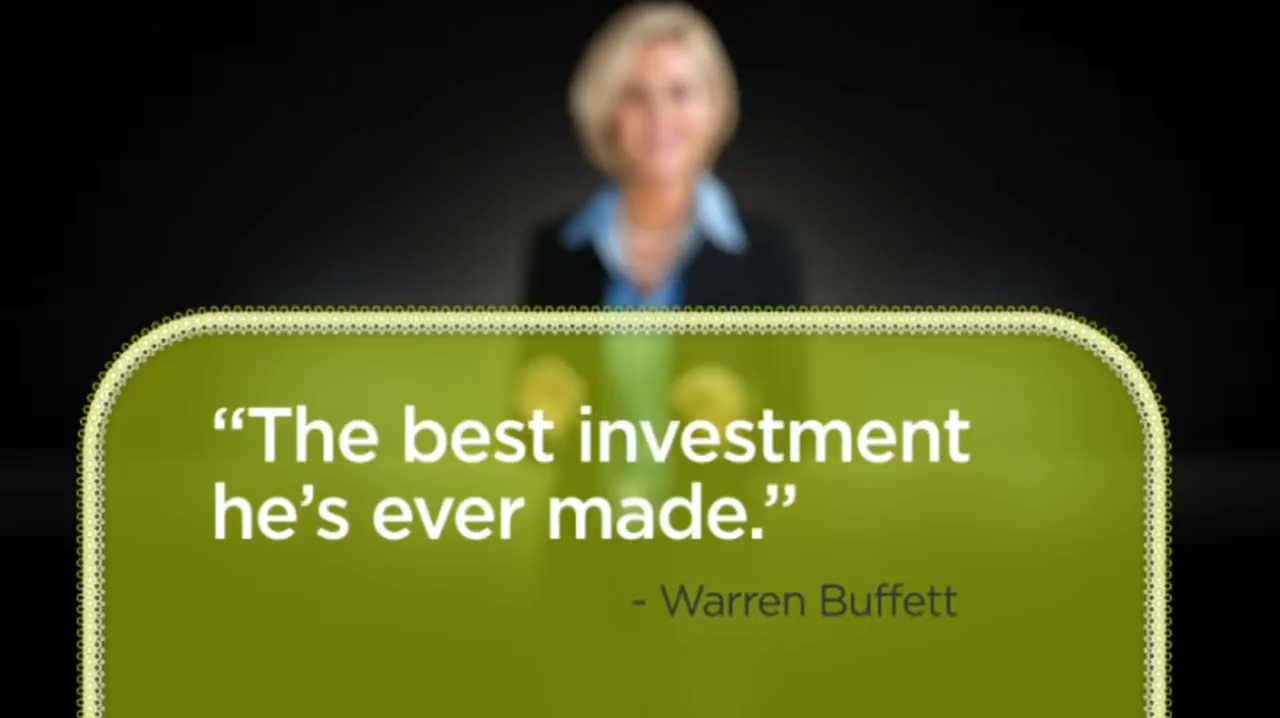 “The best investment
he’s ever made.”
- Warren Buffett